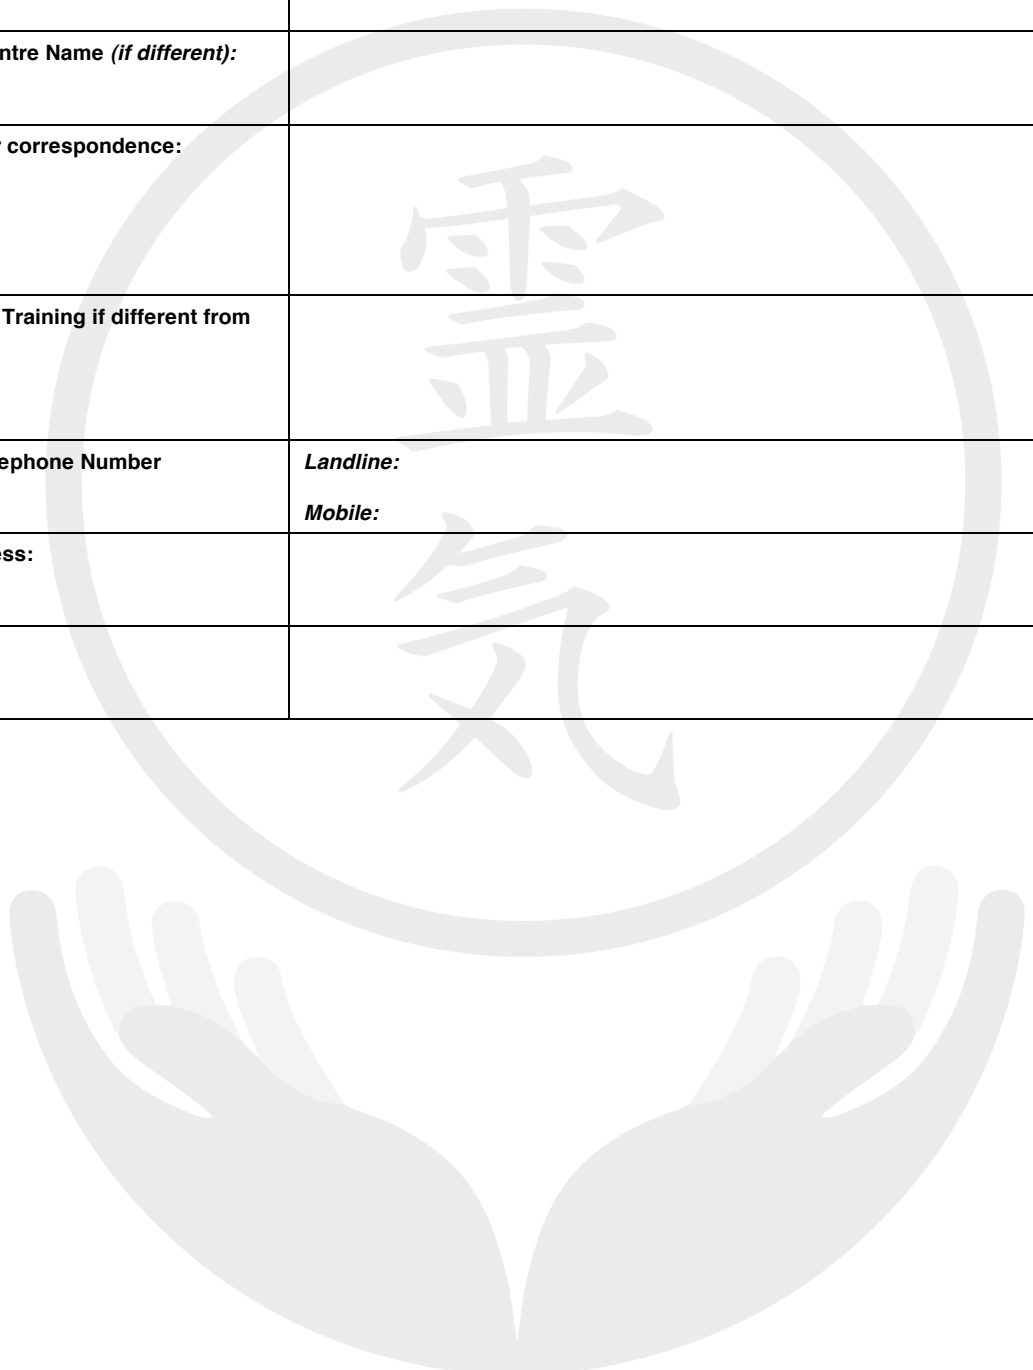 ntre Name (if different):
r correspondence:
Training if different from
ephone Number
Landline:
Mobile:
ess:
霊
気